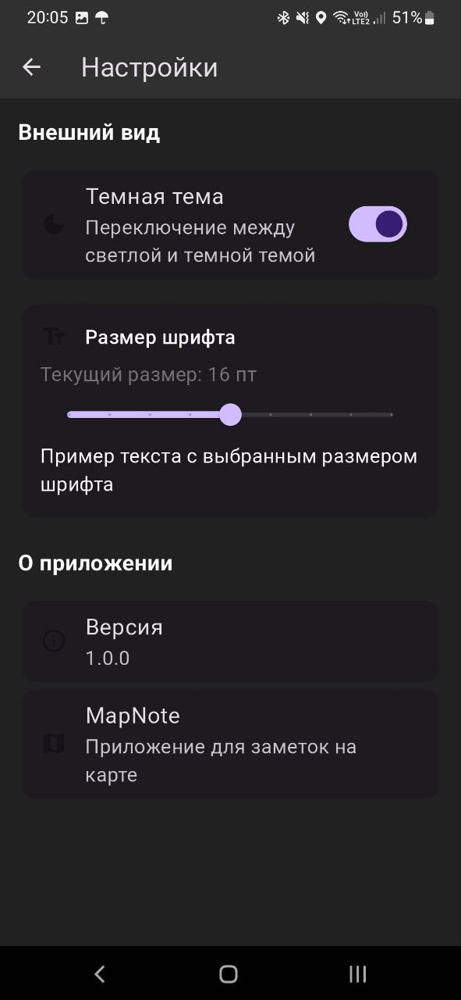 20:05 Vo)) LTE2 51%
Настройки
Внешний вид
Темная тема
Переключение между
светлой и темной темой
Тт Размер шрифта
Текущий размер: 16 пт
Пример текста с выбранным размером
шрифта
О приложении
Версия
1.0.0
MapNote
Приложение для заметок на
карте